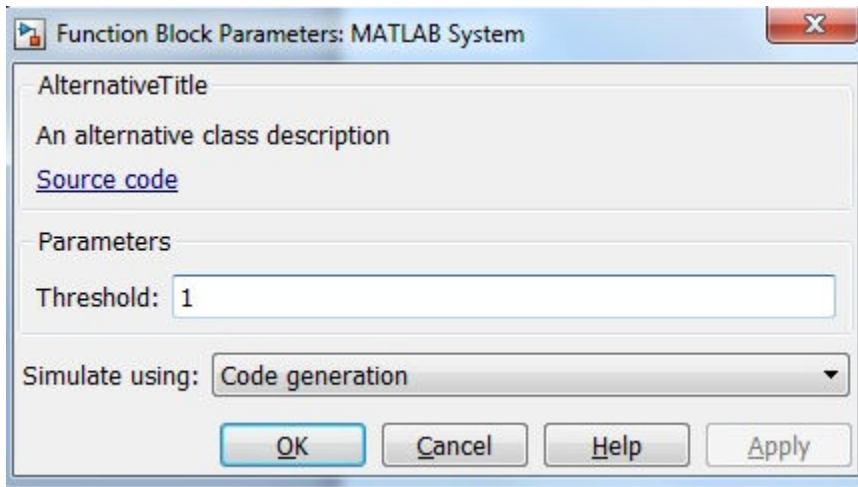 Function Block Parameters: MATLAB System
AlternativeTitle
An alternative class description
Source code
Parameters
Threshold: 1
Simulate using: Code generation
OK Cancel Help Apply